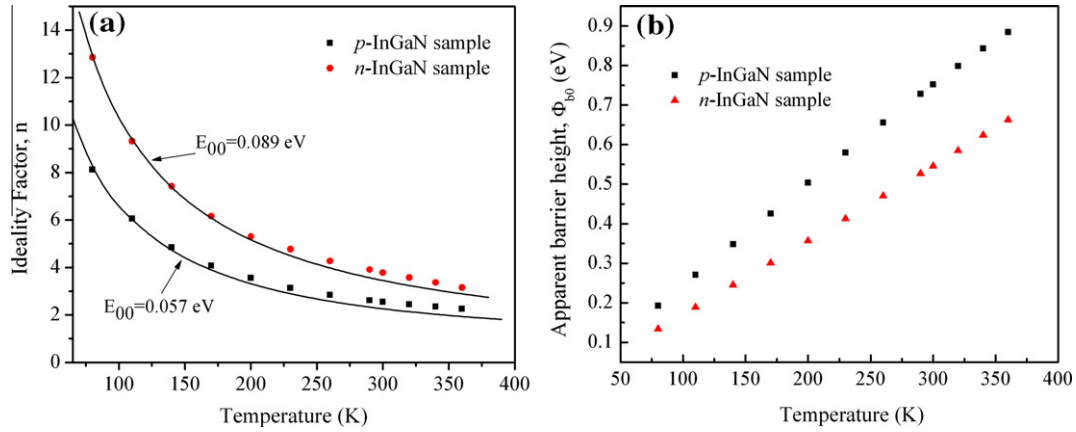 (a)
p-InGaN sample
n-InGaN sample
E00=0.089 eV
E00=0.057 eV
Ideality Factor, n
14
12
10
8
6
4
2
0
100 150 200 250 300 350 400
Temperature (K)
(b)
p-InGaN sample
n-InGaN sample
Apparent barrier height, Φb0 (eV)
0.9
0.8
0.7
0.6
0.5
0.4
0.3
0.2
0.1
50 100 150 200 250 300 350 400
Temperature (K)